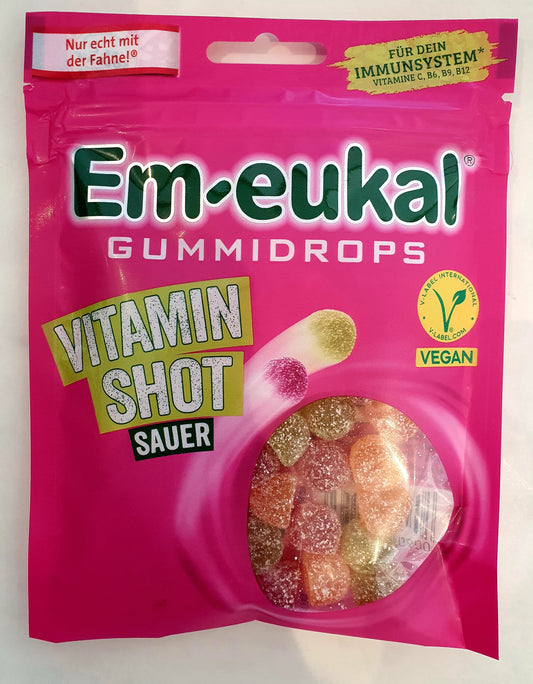 Nur echt mit
der Fahne!®
FÜR DEIN
IMMUNSYSTEM*
VITAMINE C, B6, B9, B12
Em-eukal®
GUMMIDROPS
VITAMIN
SHOT
SAUER
V-LABEL INTERNATIONAL
V-LABEL.COM
VEGAN